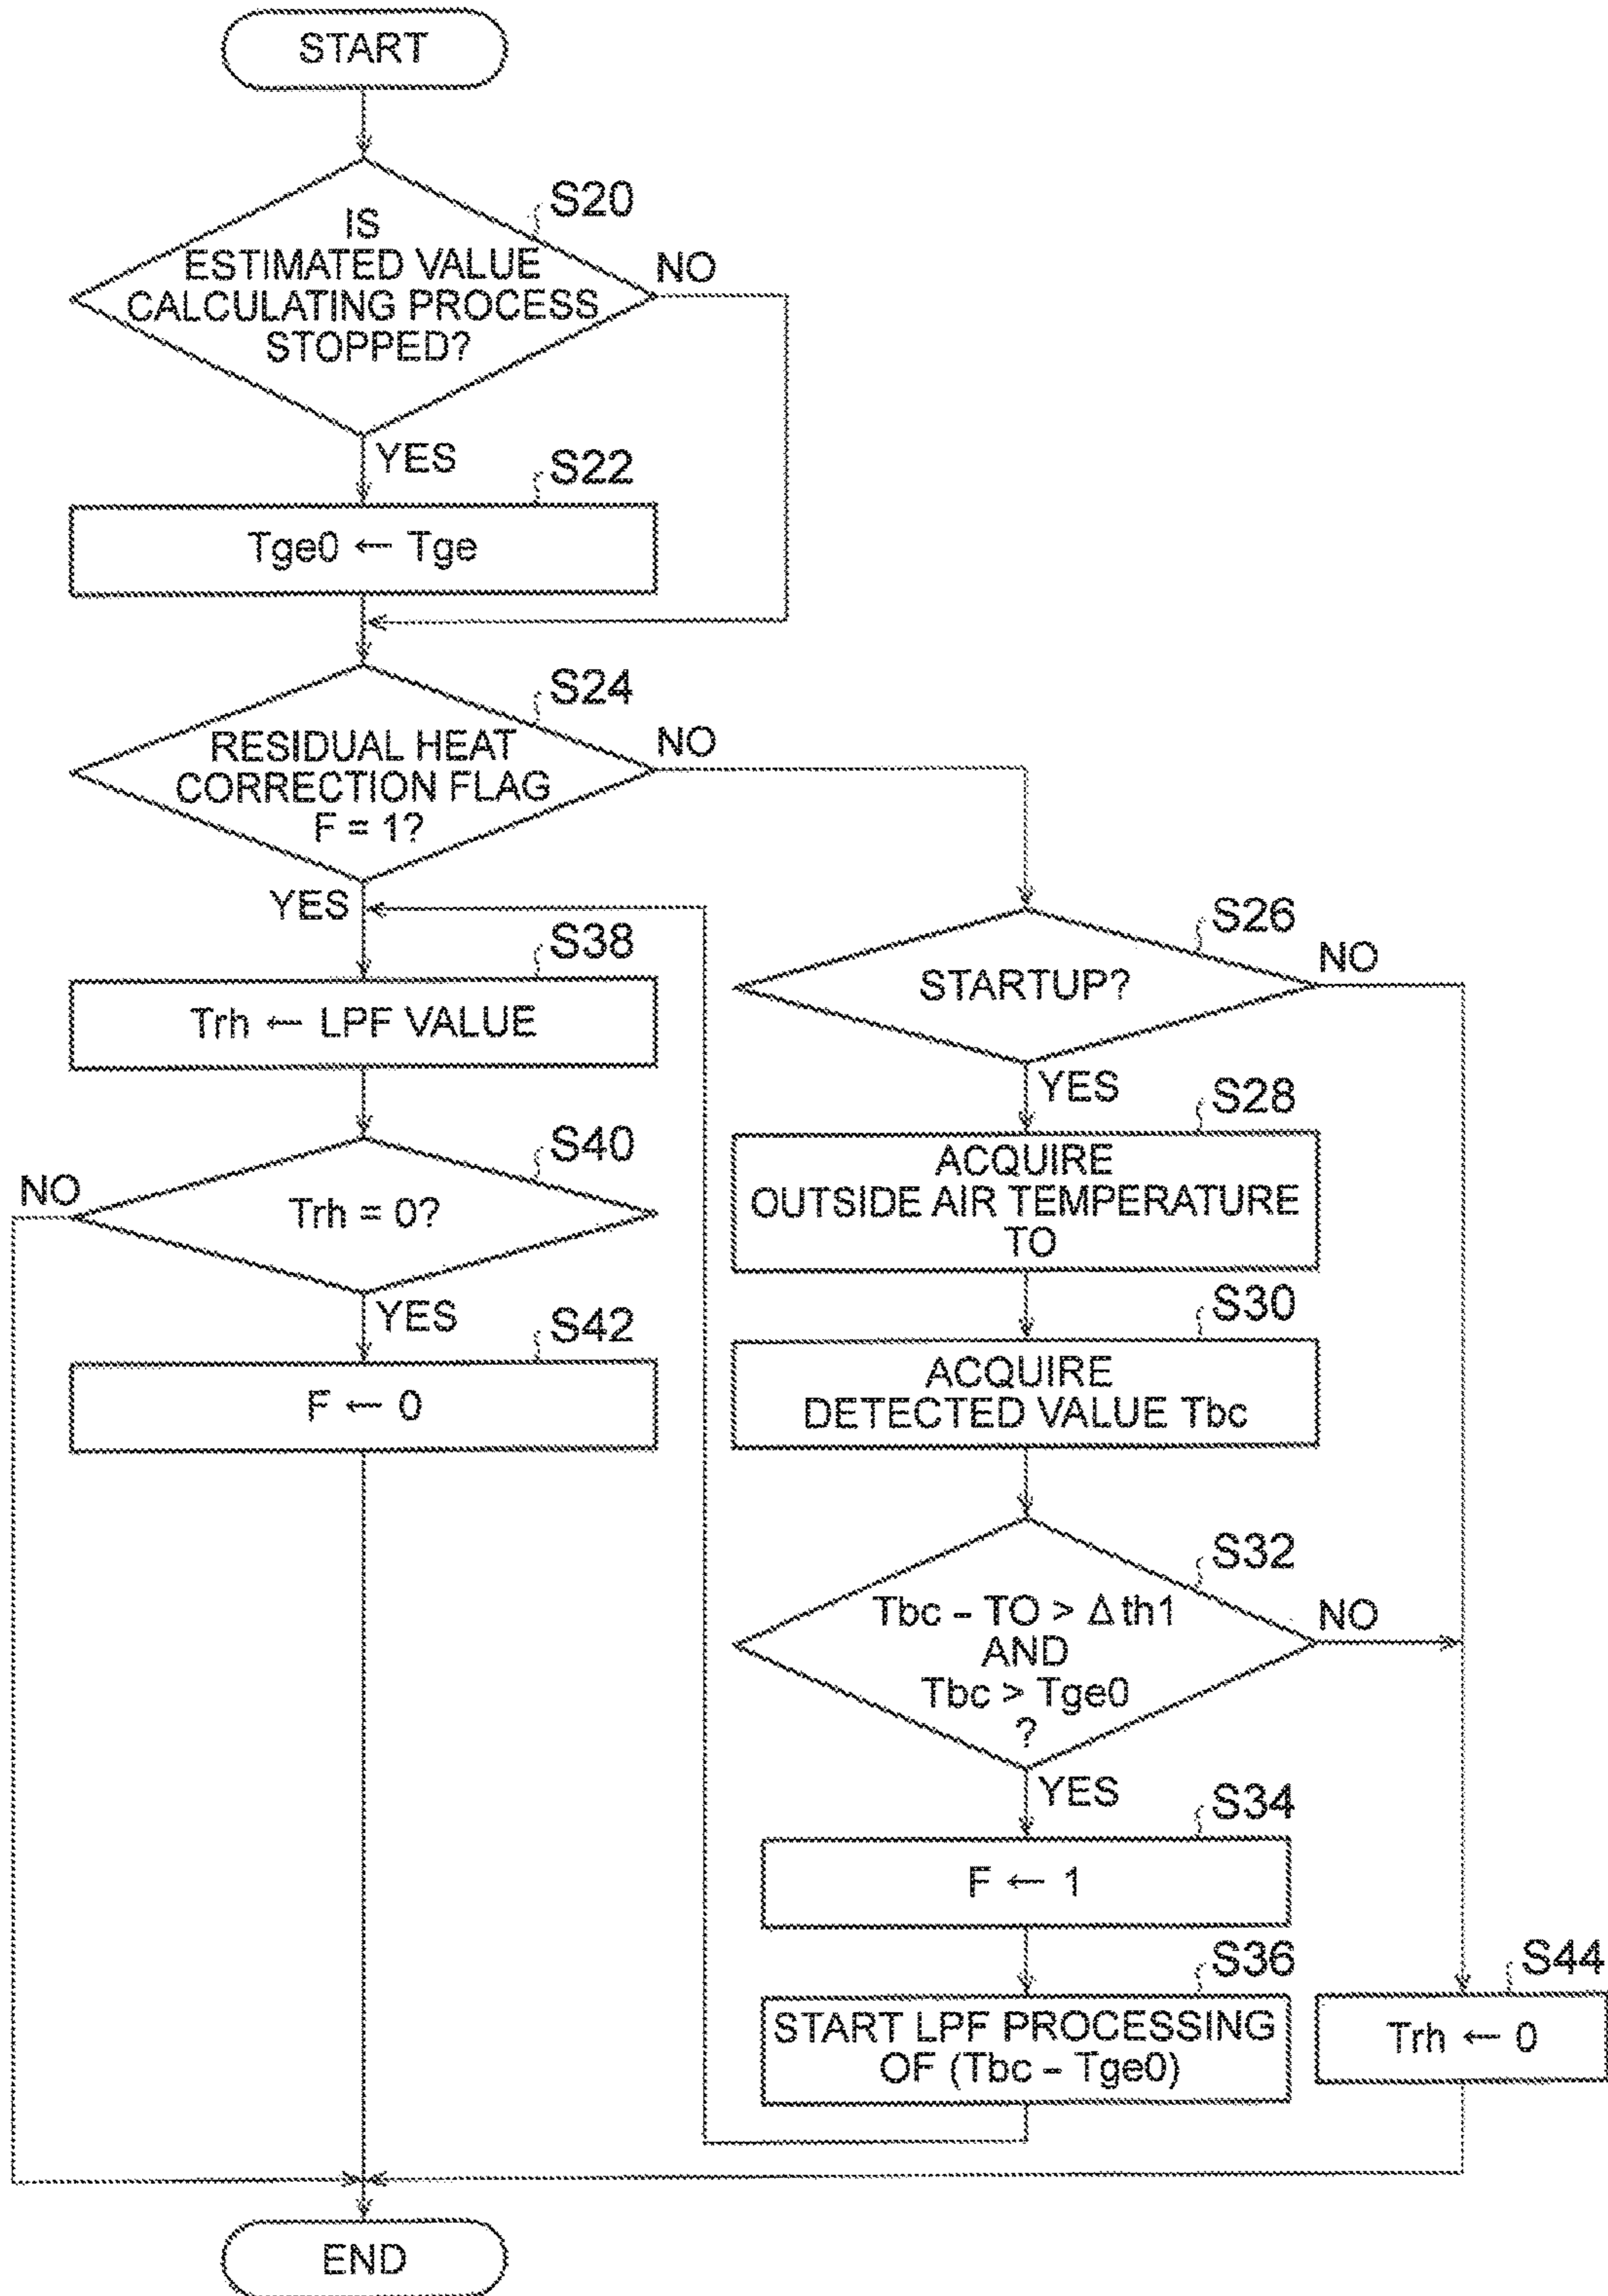 START
S20
IS
ESTIMATED VALUE
CALCULATING PROCESS
STOPPED?
NO
YES
S22
Tge0 ← Tge
S24
RESIDUAL HEAT
CORRECTION FLAG
F = 1?
NO
YES
S38
Trh ← LPF VALUE
S40
Trh = 0?
NO
YES
S42
F ← 0
S26
STARTUP?
NO
YES
S28
ACQUIRE
OUTSIDE AIR TEMPERATURE
TO
S30
ACQUIRE
DETECTED VALUE Tbc
S32
Tbc – TO > Δth1
AND
Tbc > Tge0
?
NO
YES
S34
F ← 1
S36
START LPF PROCESSING
OF (Tbc – Tge0)
S44
Trh ← 0
END